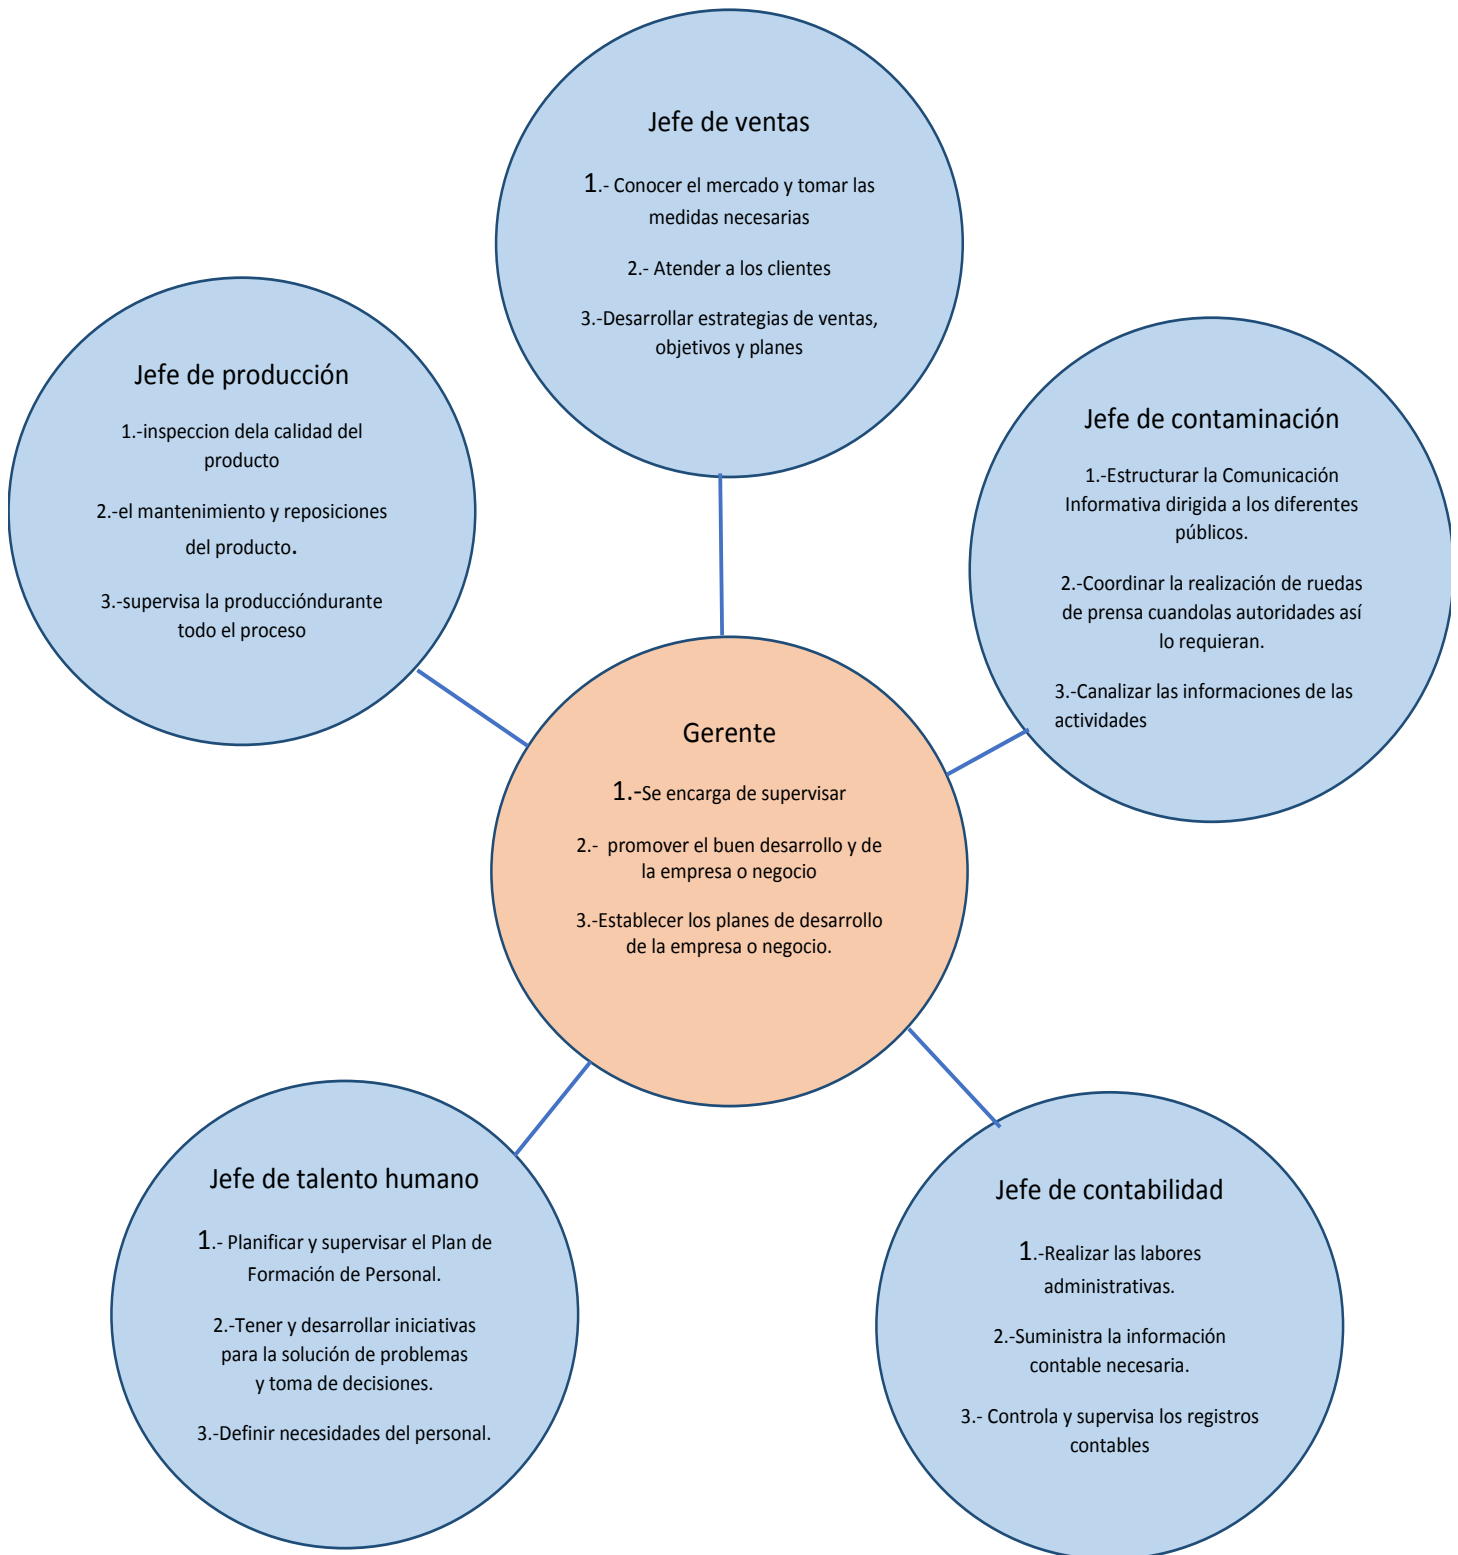 Jefe de ventas
1.- Conocer el mercado y tomar las
medidas necesarias
2.- Atender a los clientes
3.-Desarrollar estrategias de ventas,
objetivos y planes
Jefe de producción
1.-inspeccion dela calidad del
producto
2.-el mantenimiento y reposiciones
del producto.
3.-supervisa la produccióndurante
todo el proceso
Jefe de contaminación
1.-Estructurar la Comunicación
Informativa dirigida a los diferentes
públicos.
2.-Coordinar la realización de ruedas
de prensa cuandolas autoridades así
lo requieran.
3.-Canalizar las informaciones de las
actividades
Gerente
1.-Se encarga de supervisar
2.- promover el buen desarrollo y de
la empresa o negocio
3.-Establecer los planes de desarrollo
de la empresa o negocio.
Jefe de talento humano
1.- Planificar y supervisar el Plan de
Formación de Personal.
2.-Tener y desarrollar iniciativas
para la solución de problemas
y toma de decisiones.
3.-Definir necesidades del personal.
Jefe de contabilidad
1.-Realizar las labores
administrativas.
2.-Suministra la información
contable necesaria.
3.- Controla y supervisa los registros
contables